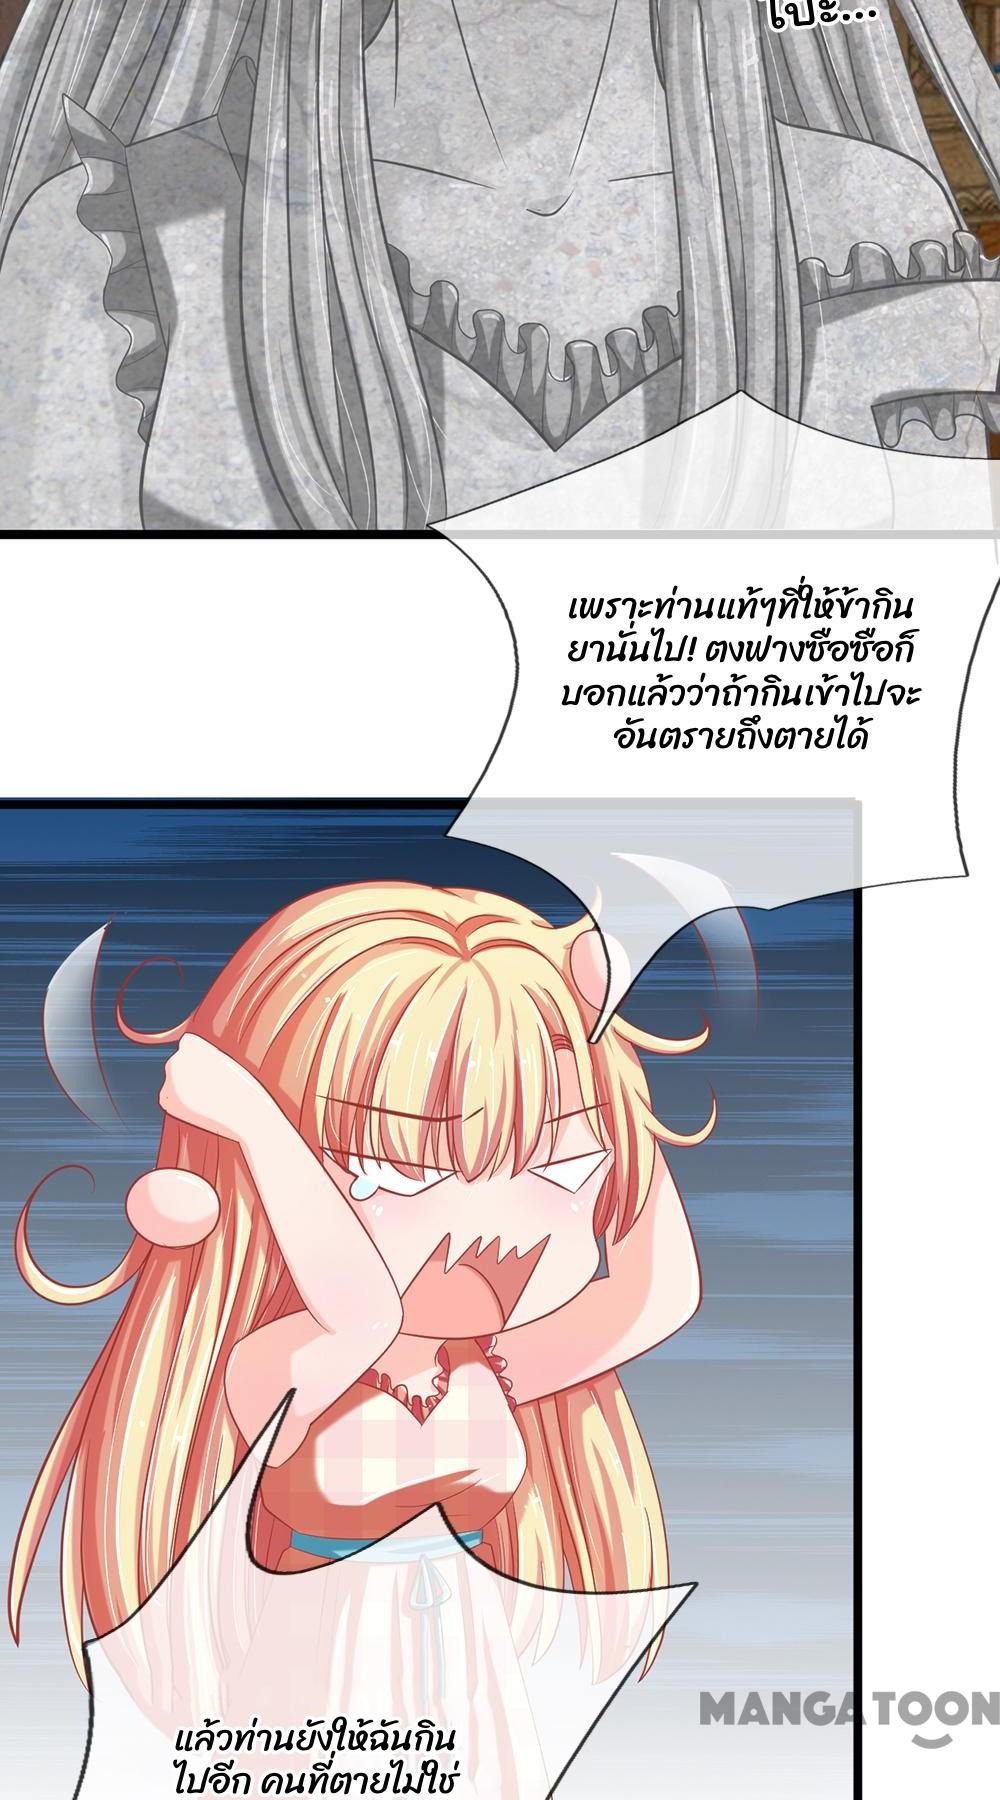 เพราะท่านแท้ๆที่ให้ข้ากิน
ยานั่นไป! ตงฟางซือซือก็
บอกแล้วว่าถ้ากินเข้าไปจะ
อันตรายถึงตายได้
แล้วท่านยังให้ฉันกิน
ไปอีก คนที่ตายไม่ใช่
MANGATOON